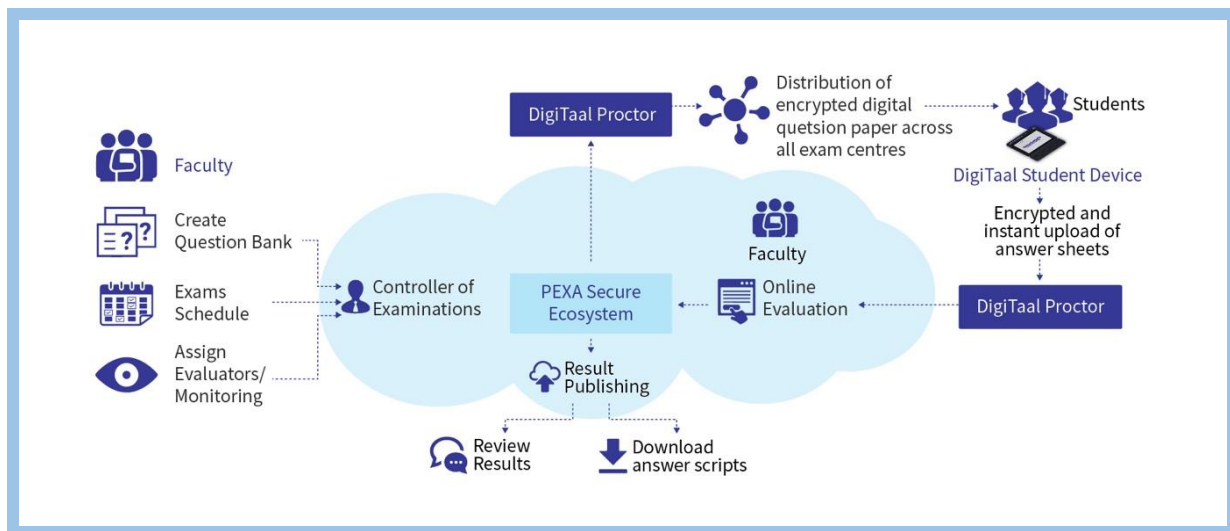 Faculty
Create
Question Bank
Exams
Schedule
Assign
Evaluators/
Monitoring
Controller of
Examinations
DigiTaal Proctor
Distribution of
encrypted digital
quetsion paper across
all exam centres
Students
DigiTaal Student Device
Encrypted and
instant upload of
answer sheets
DigiTaal Proctor
Faculty
Online
Evaluation
PEXA Secure
Ecosystem
Result
Publishing
Review
Results
Download
answer scripts